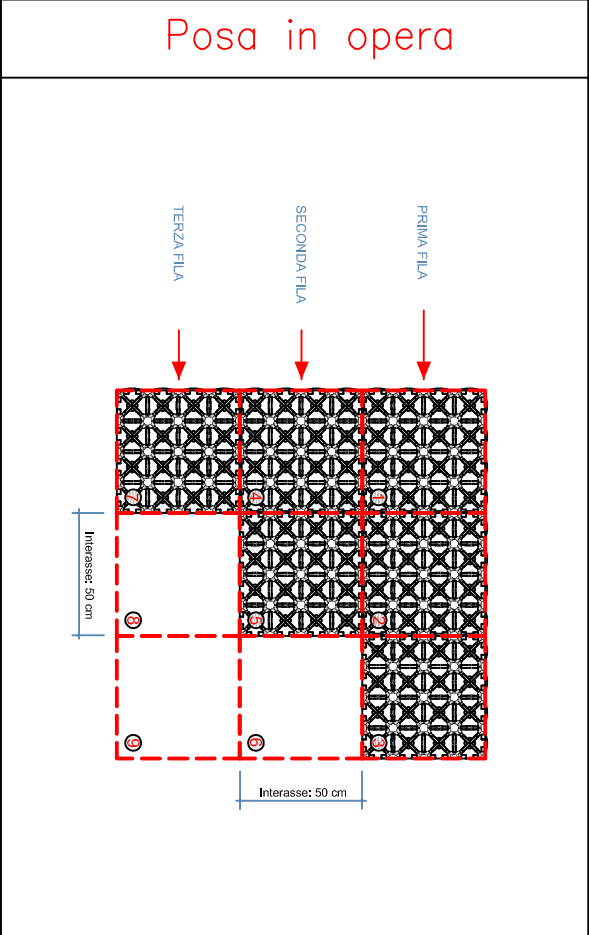 Posa in opera
PRIMA FILA
SECONDA FILA
TERZA FILA
1
2
3
4
5
6
7
8
9
Interasse: 50 cm
Interasse: 50 cm